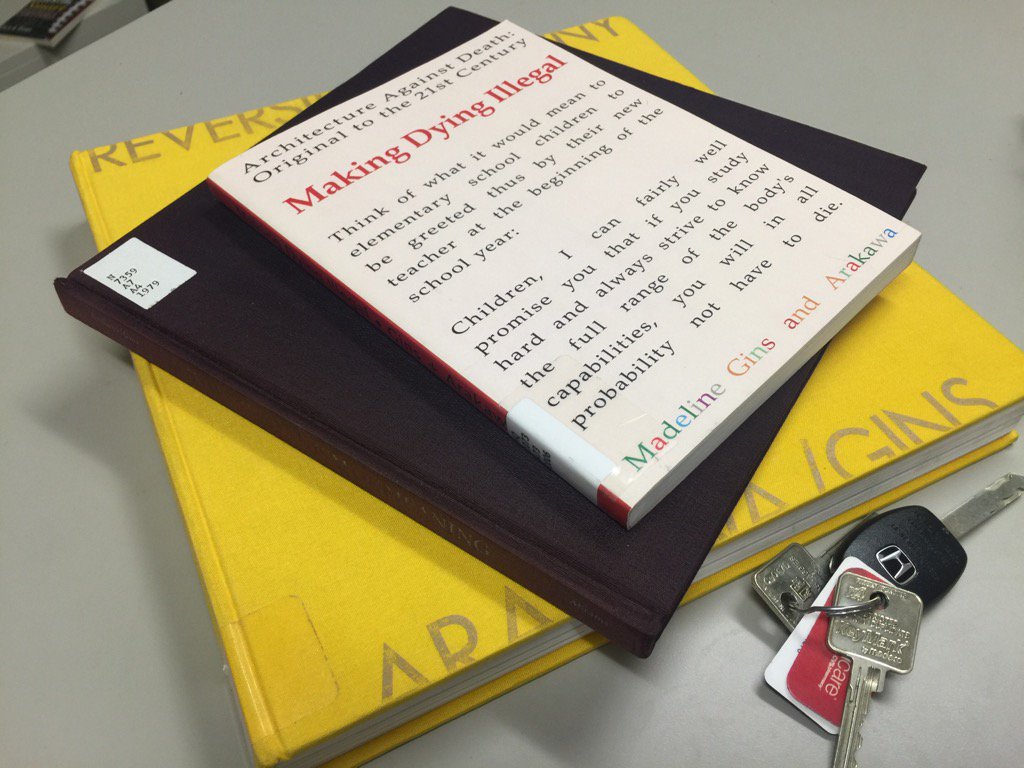 REVERSI
NY
ARA
WA/GINS
Architecture Against Death:
Original to the 21st Century
Making Dying Illegal
Think of what it would mean to
elementary school children to
be greeted thus by their new
teacher at the beginning of the
school year:
Children, I can fairly well
promise you that if you study
hard and always strive to know
the full range of the body's
capabilities, you will in all
probability not have to die.
Madeline Gins and Arakawa
N
7359
A7
A4
1979
MEANING
care